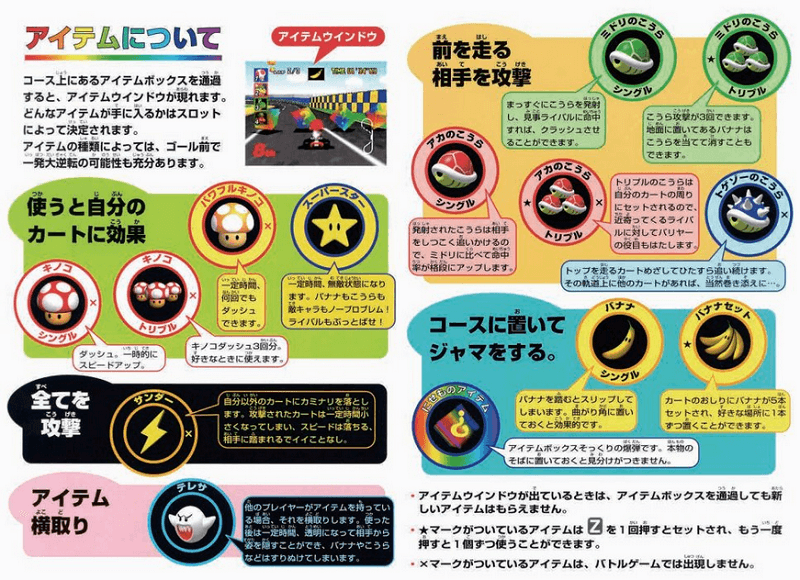 アイテムについて
コース上にあるアイテムボックスを通過
すると、アイテムウインドウが現れます。
どんなアイテムが手に入るかはスロット
によって決定されます。
アイテムの種類によっては、ゴール前で
一発大逆転の可能性も充分あります。
アイテムウインドウ
使うと自分の
カートに効果
パワフルキノコ
×
一定時間、
何回でも
ダッシュ
できます。
スーパースター
一定時間、無敵状態になり
ます。バナナもこうらも
敵キャラもノープロブレム!
ライバルもぶっとばせ!
キノコ
シングル
×
ダッシュ。一時的に
スピードアップ。
キノコ
トリプル
×
キノコダッシュ3回分。
好きなときに使えます。
全てを
攻撃
サンダー
×
自分以外のカートにカミナリを落とし
ます。攻撃されたカートは一定時間小
さくなってしまい、スピードは落ちる、
相手に踏まれるでイイことなし。
アイテム
横取り
テレサ
他のプレイヤーがアイテムを持ってい
る場合、それを横取りします。使った
後は一定時間、透明になって相手から
姿を隠すことができ、バナナやこうら
などはすりぬけてしまいます。
前を走る
相手を攻撃
ミドリのこうら
シングル
まっすぐにこうらを発射
し、見事ライバルに命中
すれば、クラッシュさせ
ることができます。
ミドリのこうら
★
トリプル
こうら攻撃が3回できます。
地面に置いてあるバナナは
こうらを当てて消すことも
できます。
アカのこうら
シングル
発射されたこうらは相手
をしつこく追いかけるの
で、ミドリに比べて命中
率が格段にアップします。
アカのこうら
★
トリプル
トリプルのこうらは
自分のカートの周り
にセットされるので、
近寄ってくるライバ
ルに対してバリヤー
の役目もはたします。
トゲゾーのこうら
×
トップを走るカートめざしてひたすら追い続けます。
その軌道上に他のカートがあれば、当然巻き添えに…。
コースに置いて
ジャマをする。
バナナ
シングル
バナナを踏むとスリップして
しまいます。曲がり角に置い
ておくと効果的です。
バナナセット
★
カートのおしりにバナナが5本
セットされ、好きな場所に1本
ずつ置くことができます。
にせものアイテム
アイテムボックスそっくりの爆弾です。本物の
そばに置いておくと見分けがつきません。
・アイテムウインドウが出ているときは、アイテムボックスを通過しても新
しいアイテムはもらえません。
・★マークがついているアイテムは Z を1回押すとセットされ、もう一度
押すと1個ずつ使うことができます。
・×マークがついているアイテムは、バトルゲームでは出現しません。